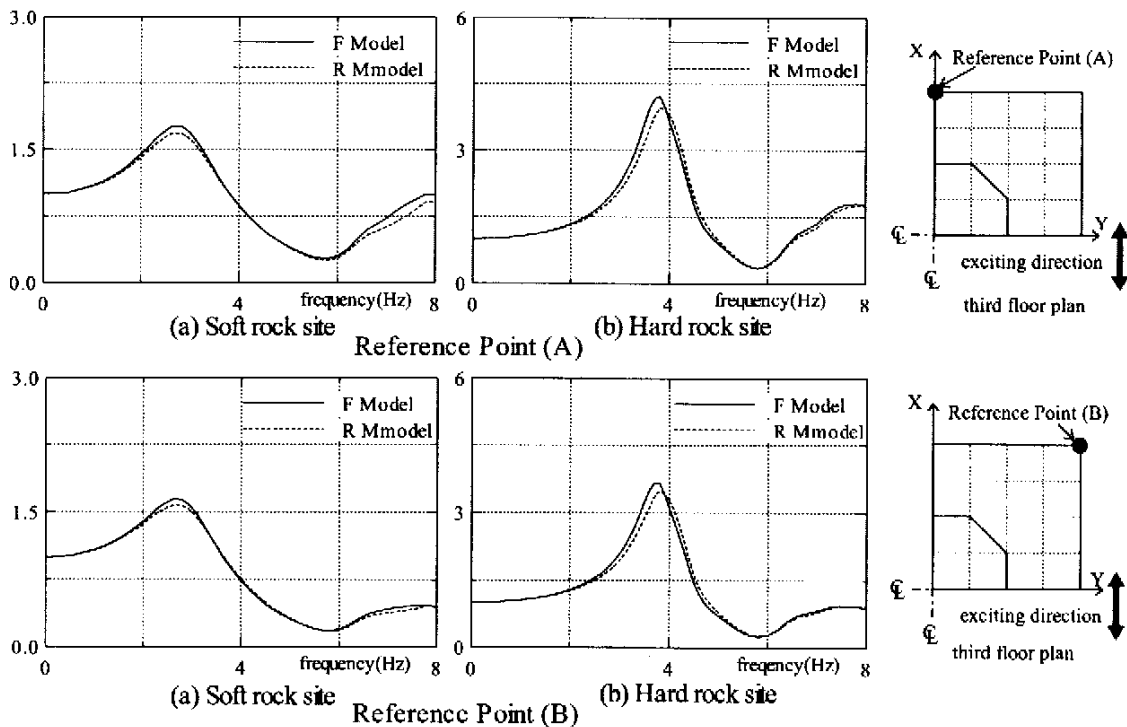 3.0
F Model
R Mmodel
1.5
0.0
0
4
frequency(Hz)
8
(a) Soft rock site
6
F Model
R Mmodel
3
0
0
4
frequency(Hz)
8
(b) Hard rock site
Reference Point (A)
X
Reference Point (A)
Y
℄
exciting direction
℄
third floor plan
3.0
F Model
R Mmodel
1.5
0.0
0
4
frequency(Hz)
8
(a) Soft rock site
6
F Model
R Mmodel
3
0
0
4
frequency(Hz)
8
(b) Hard rock site
Reference Point (B)
X
Reference Point (B)
Y
℄
exciting direction
℄
third floor plan